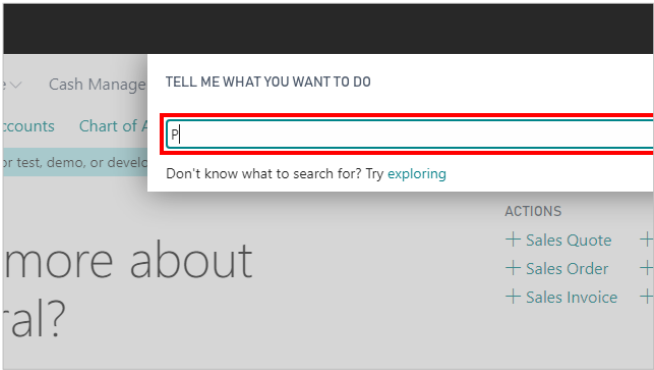 Cash Manage
TELL ME WHAT YOU WANT TO DO
ccounts Chart of A
P
or test, demo, or develo
Don't know what to search for? Try exploring
ACTIONS
+ Sales Quote +
more about
+ Sales Order +
+ Sales Invoice +
ral?